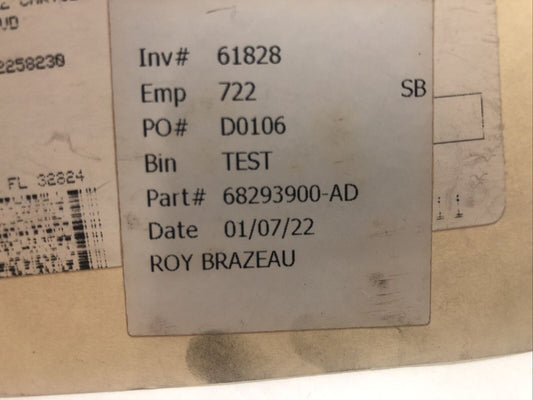 VD
2258230
FL 32824
Inv# 61828
Emp 722 SB
PO# D0106
Bin TEST
Part# 68293900-AD
Date 01/07/22
ROY BRAZEAU